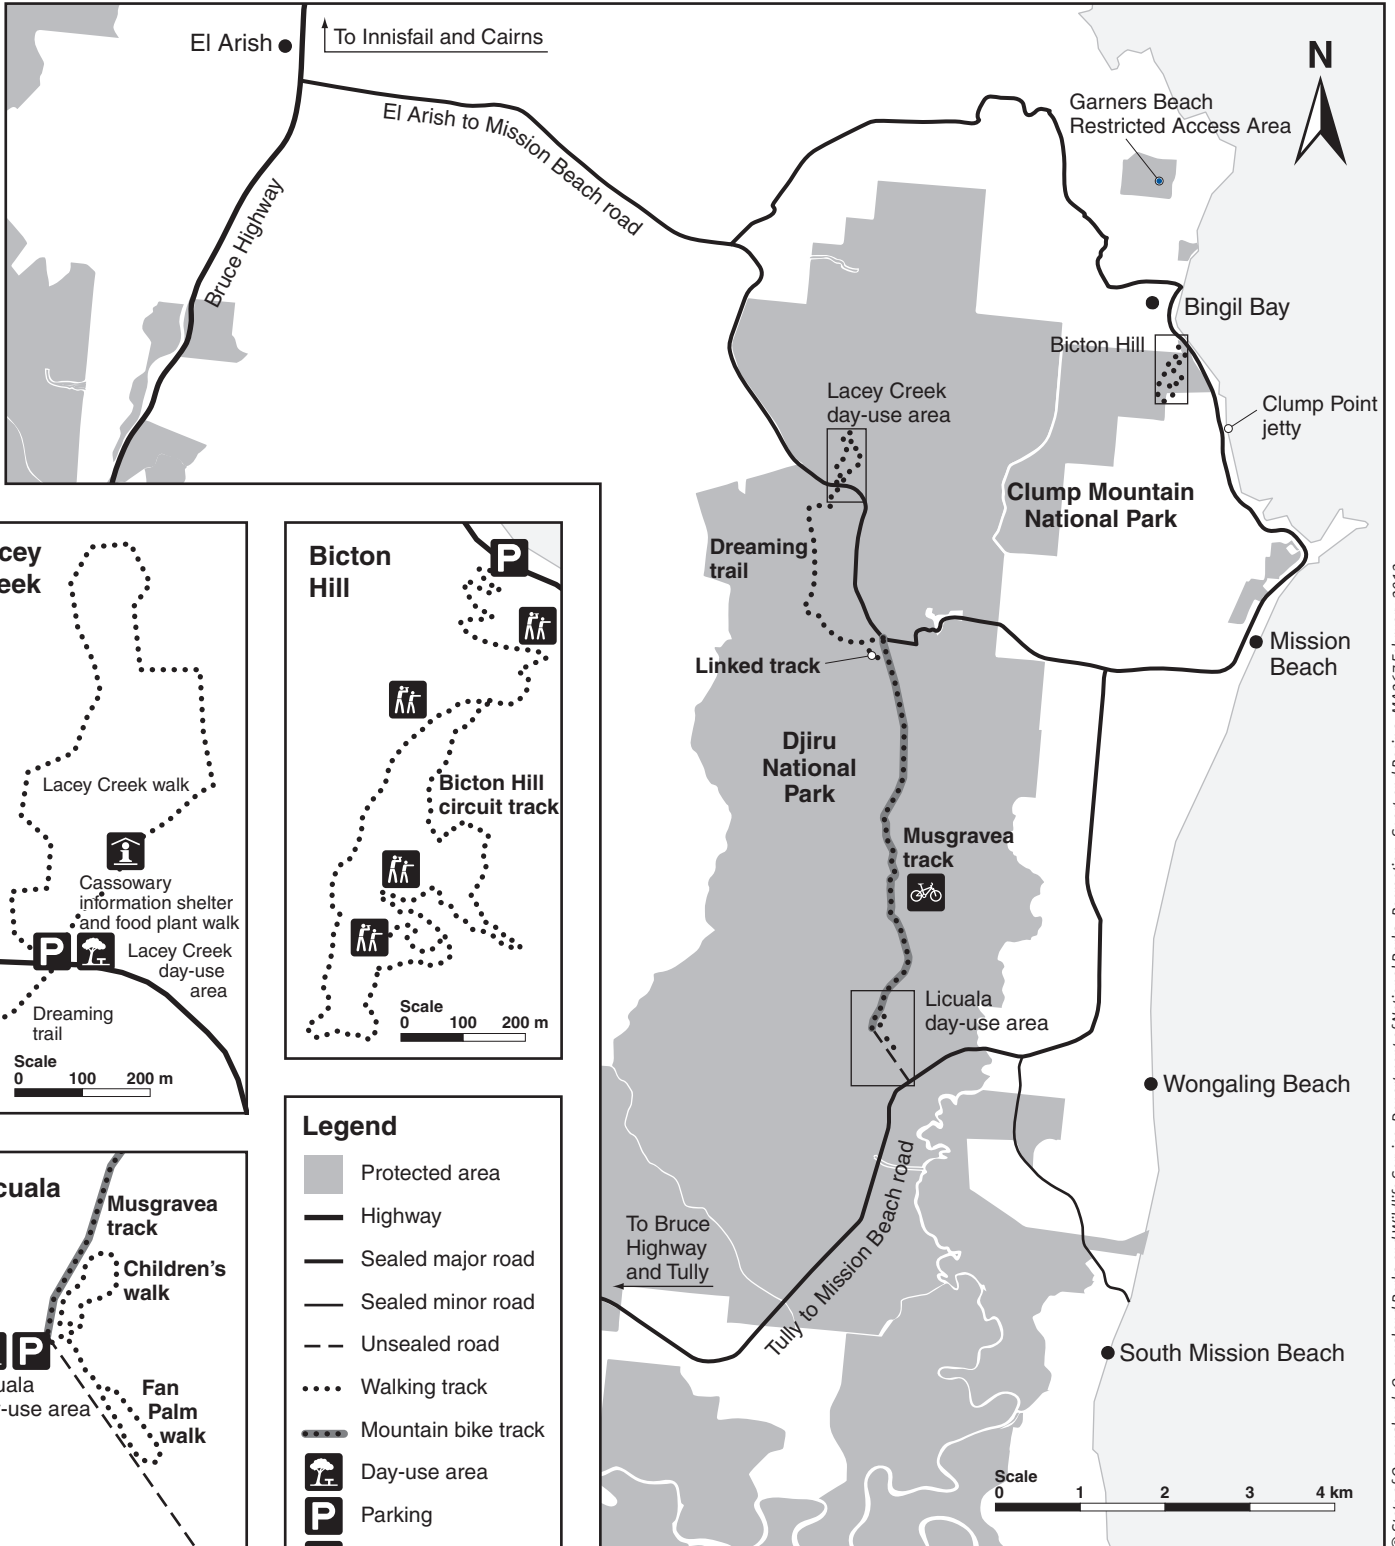 El Arish
To Innisfail and Cairns
El Arish to Mission Beach road
Bruce Highway
N
Garners Beach
Restricted Access Area
Bingil Bay
Bicton Hill
Clump Point
jetty
Lacey Creek
day-use area
Clump Mountain
National Park
Dreaming
trail
Linked track
Mission
Beach
Djiru
National
Park
Musgravea
track
Licuala
day-use area
Wongaling Beach
To Bruce
Highway
and Tully
Tully to Mission Beach road
South Mission Beach
Scale
0 1 2 3 4 km
cey
eek
Lacey Creek walk
Cassowary
information shelter
and food plant walk
P
Lacey Creek
day-use
area
Dreaming
trail
Scale
0 100 200 m
Bicton
Hill
P
Bicton Hill
circuit track
Scale
0 100 200 m
cuala
Musgravea
track
Children's
walk
P
uala
-use area
Fan
Palm
walk
Legend
Protected area
Highway
Sealed major road
Sealed minor road
Unsealed road
Walking track
Mountain bike track
Day-use area
P Parking